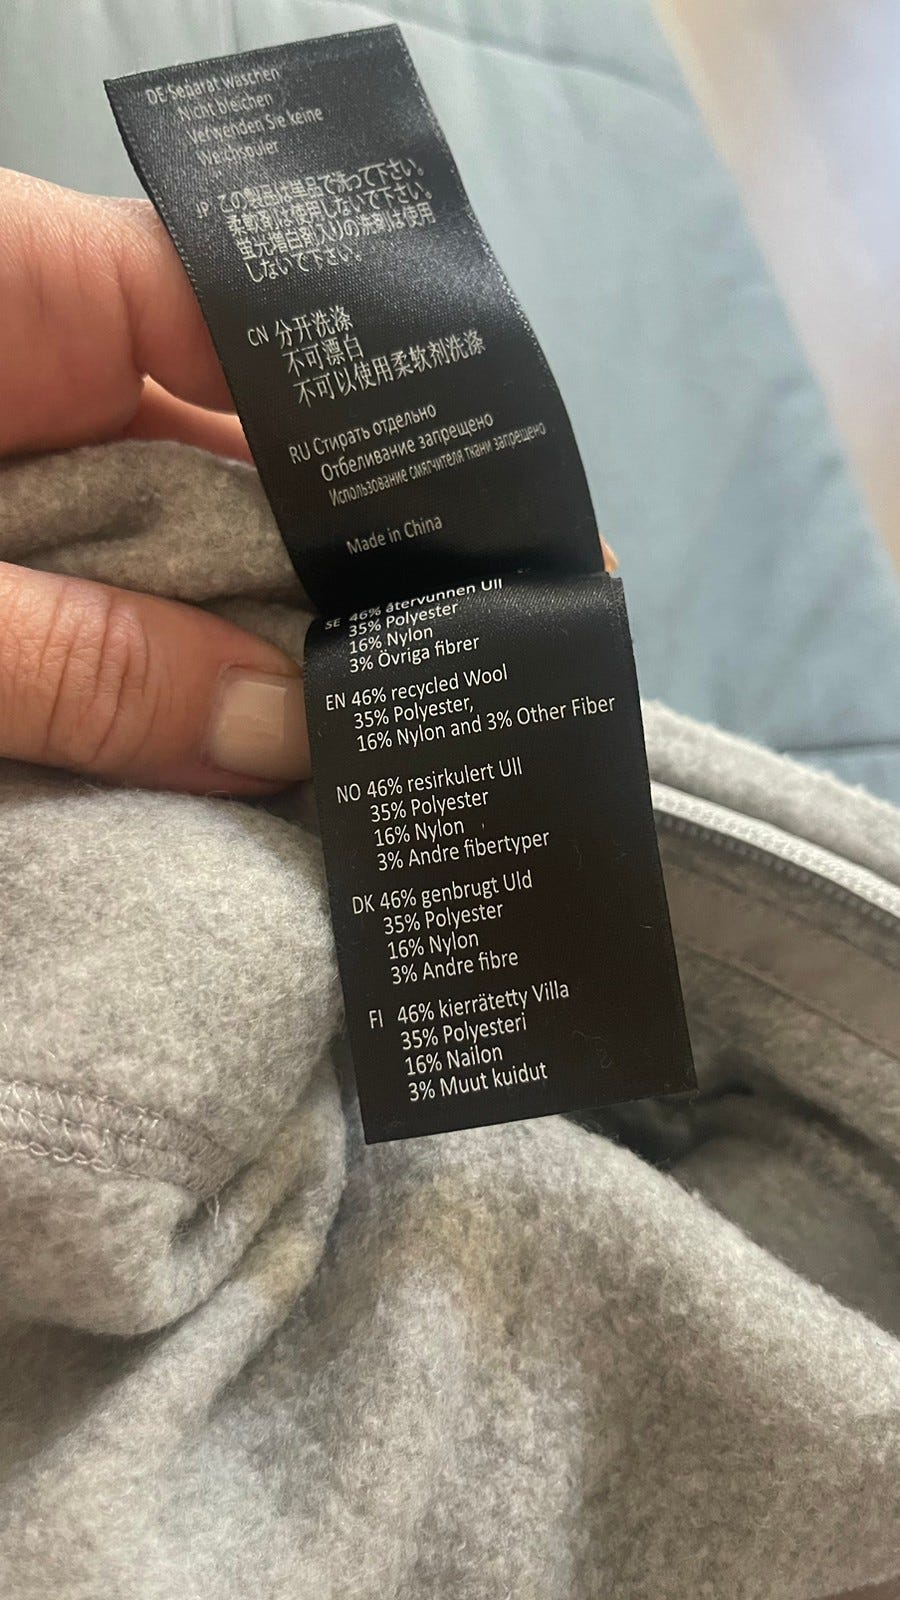 DE Separat waschen
Nicht bleichen
Verwenden Sie keine
Weichspüler
JP この製品は単品で洗って下さい。
柔軟剤は使用しないで下さい。
蛍光増白剤入りの洗剤は使用
しないで下さい。
CN 分开洗涤
不可漂白
不可以使用柔软剂洗涤
RU Стирать отдельно
Отбеливание запрещено
Использование смягчителя ткани запрещено
Made in China
SE 46% återvunnen Ull
35% Polyester
16% Nylon
3% Övriga fibrer
EN 46% recycled Wool
35% Polyester,
16% Nylon and 3% Other Fiber
NO 46% resirkulert Ull
35% Polyester
16% Nylon
3% Andre fibertyper
DK 46% genbrugt Uld
35% Polyester
16% Nylon
3% Andre fibre
FI 46% kierrätetty Villa
35% Polyesteri
16% Nailon
3% Muut kuidut